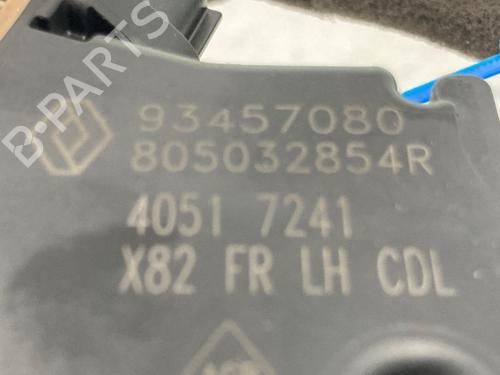 B-PARTS
93457080
805032854R
4051 7241
X82 FR LH CDL